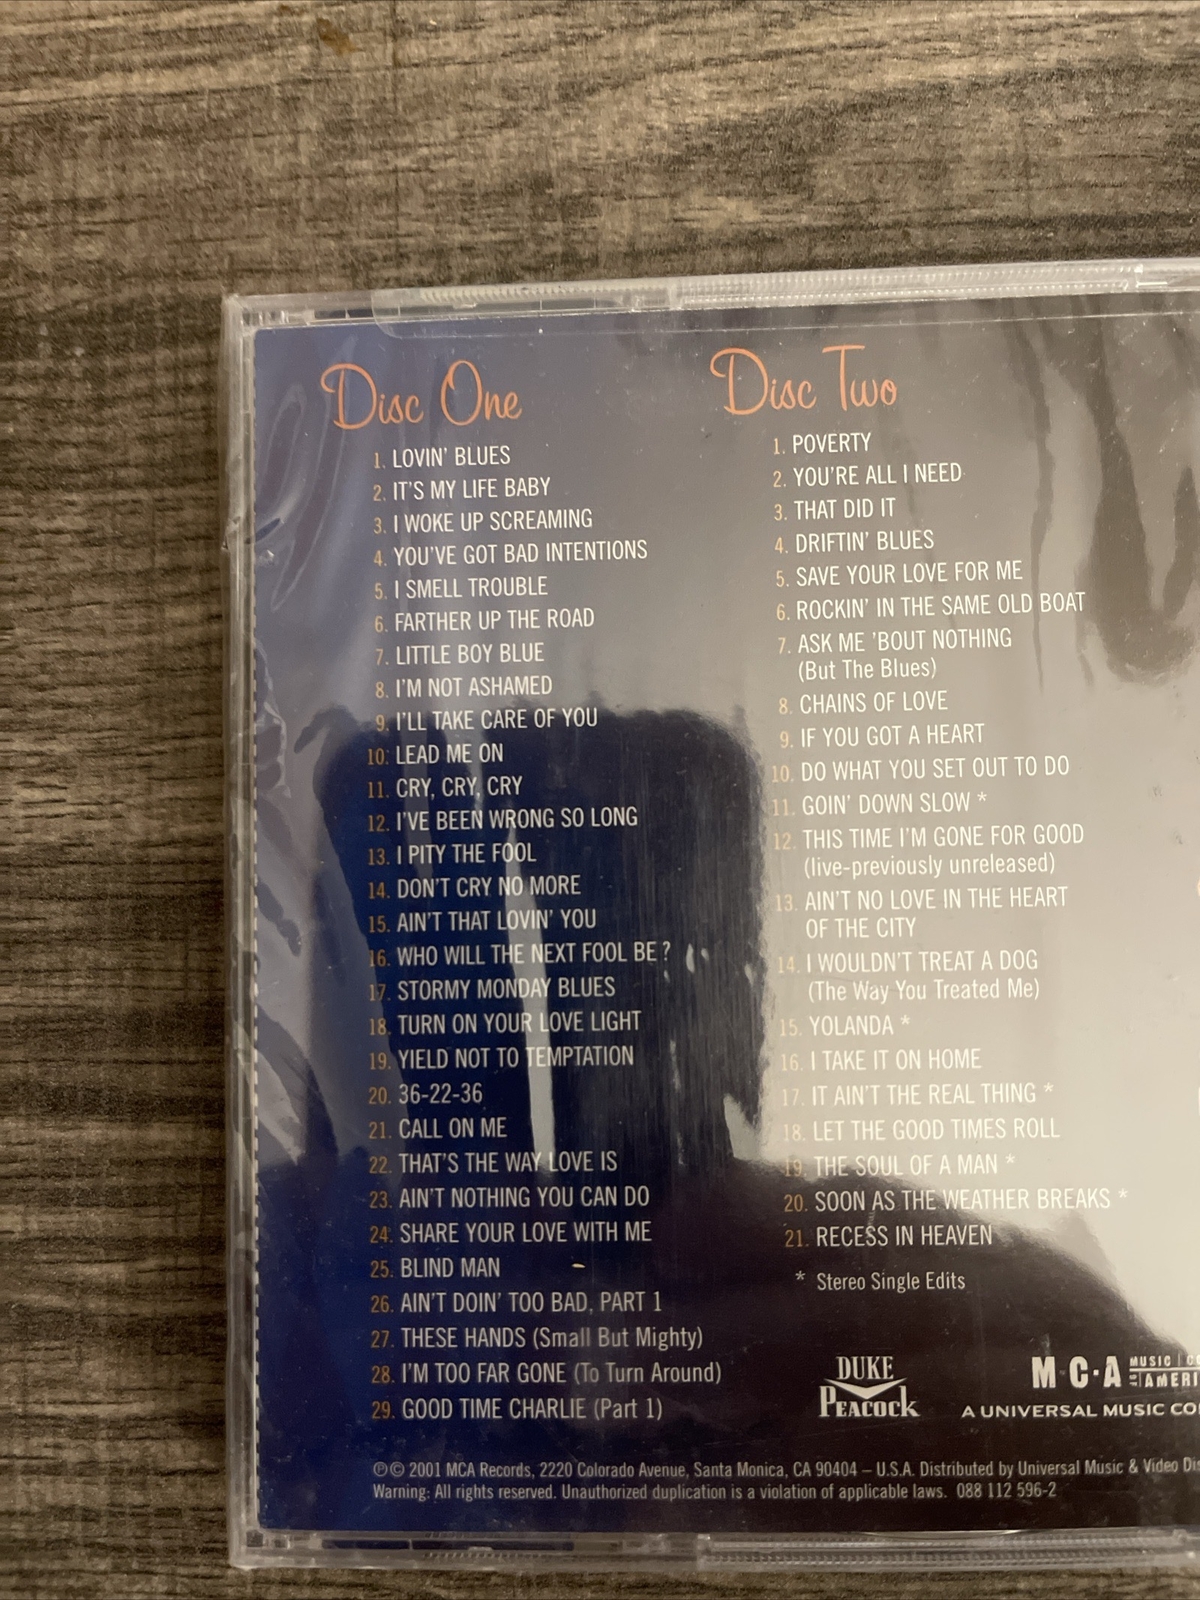 Disc One
1. LOVIN' BLUES
2. IT'S MY LIFE BABY
3. I WOKE UP SCREAMING
4. YOU'VE GOT BAD INTENTIONS
5. I SMELL TROUBLE
6. FARTHER UP THE ROAD
7. LITTLE BOY BLUE
8. I'M NOT ASHAMED
9. I'LL TAKE CARE OF YOU
10. LEAD ME ON
11. CRY, CRY, CRY
12. I'VE BEEN WRONG SO LONG
13. I PITY THE FOOL
14. DON'T CRY NO MORE
15. AIN'T THAT LOVIN' YOU
16. WHO WILL THE NEXT FOOL BE ?
17. STORMY MONDAY BLUES
18. TURN ON YOUR LOVE LIGHT
19. YIELD NOT TO TEMPTATION
20. 36-22-36
21. CALL ON ME
22. THAT'S THE WAY LOVE IS
23. AIN'T NOTHING YOU CAN DO
24. SHARE YOUR LOVE WITH ME
25. BLIND MAN
26. AIN'T DOIN' TOO BAD, PART 1
27. THESE HANDS (Small But Mighty)
28. I'M TOO FAR GONE (To Turn Around)
29. GOOD TIME CHARLIE (Part 1)
Disc Two
1. POVERTY
2. YOU'RE ALL I NEED
3. THAT DID IT
4. DRIFTIN' BLUES
5. SAVE YOUR LOVE FOR ME
6. ROCKIN' IN THE SAME OLD BOAT
7. ASK ME 'BOUT NOTHING
(But The Blues)
8. CHAINS OF LOVE
9. IF YOU GOT A HEART
10. DO WHAT YOU SET OUT TO DO
11. GOIN' DOWN SLOW *
12. THIS TIME I'M GONE FOR GOOD
(live-previously unreleased)
13. AIN'T NO LOVE IN THE HEART
OF THE CITY
14. I WOULDN'T TREAT A DOG
(The Way You Treated Me)
15. YOLANDA *
16. I TAKE IT ON HOME
17. IT AIN'T THE REAL THING *
18. LET THE GOOD TIMES ROLL
19. THE SOUL OF A MAN *
20. SOON AS THE WEATHER BREAKS *
21. RECESS IN HEAVEN
* Stereo Single Edits
DUKE
PEACOCK
M·C·A
MUSIC
A UNIVERSAL MUSIC
℗© 2001 MCA Records, 2220 Colorado Avenue, Santa Monica, CA 90404 – U.S.A. Distributed by Universal Music & Video
Warning: All rights reserved. Unauthorized duplication is a violation of applicable laws. 088 112 596-2